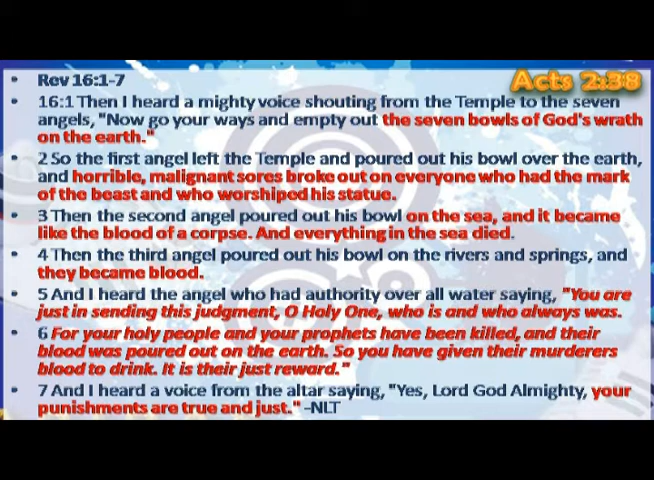 Acts 2:38
• Rev 16:1-7
• 16:1 Then I heard a mighty voice shouting from the Temple to the seven
angels, "Now go your ways and empty out the seven bowls of God's wrath
on the earth."
• 2 So the first angel left the Temple and poured out his bowl over the earth,
and horrible, malignant sores broke out on everyone who had the mark
of the beast and who worshiped his statue.
• 3 Then the second angel poured out his bowl on the sea, and it became
like the blood of a corpse. And everything in the sea died.
• 4 Then the third angel poured out his bowl on the rivers and springs, and
they became blood.
• 5 And I heard the angel who had authority over all water saying, "You are
just in sending this judgment, O Holy One, who is and who always was.
• 6 For your holy people and your prophets have been killed, and their
blood was poured out on the earth. So you have given their murderers
blood to drink. It is their just reward."
• 7 And I heard a voice from the altar saying, "Yes, Lord God Almighty, your
punishments are true and just." -NLT